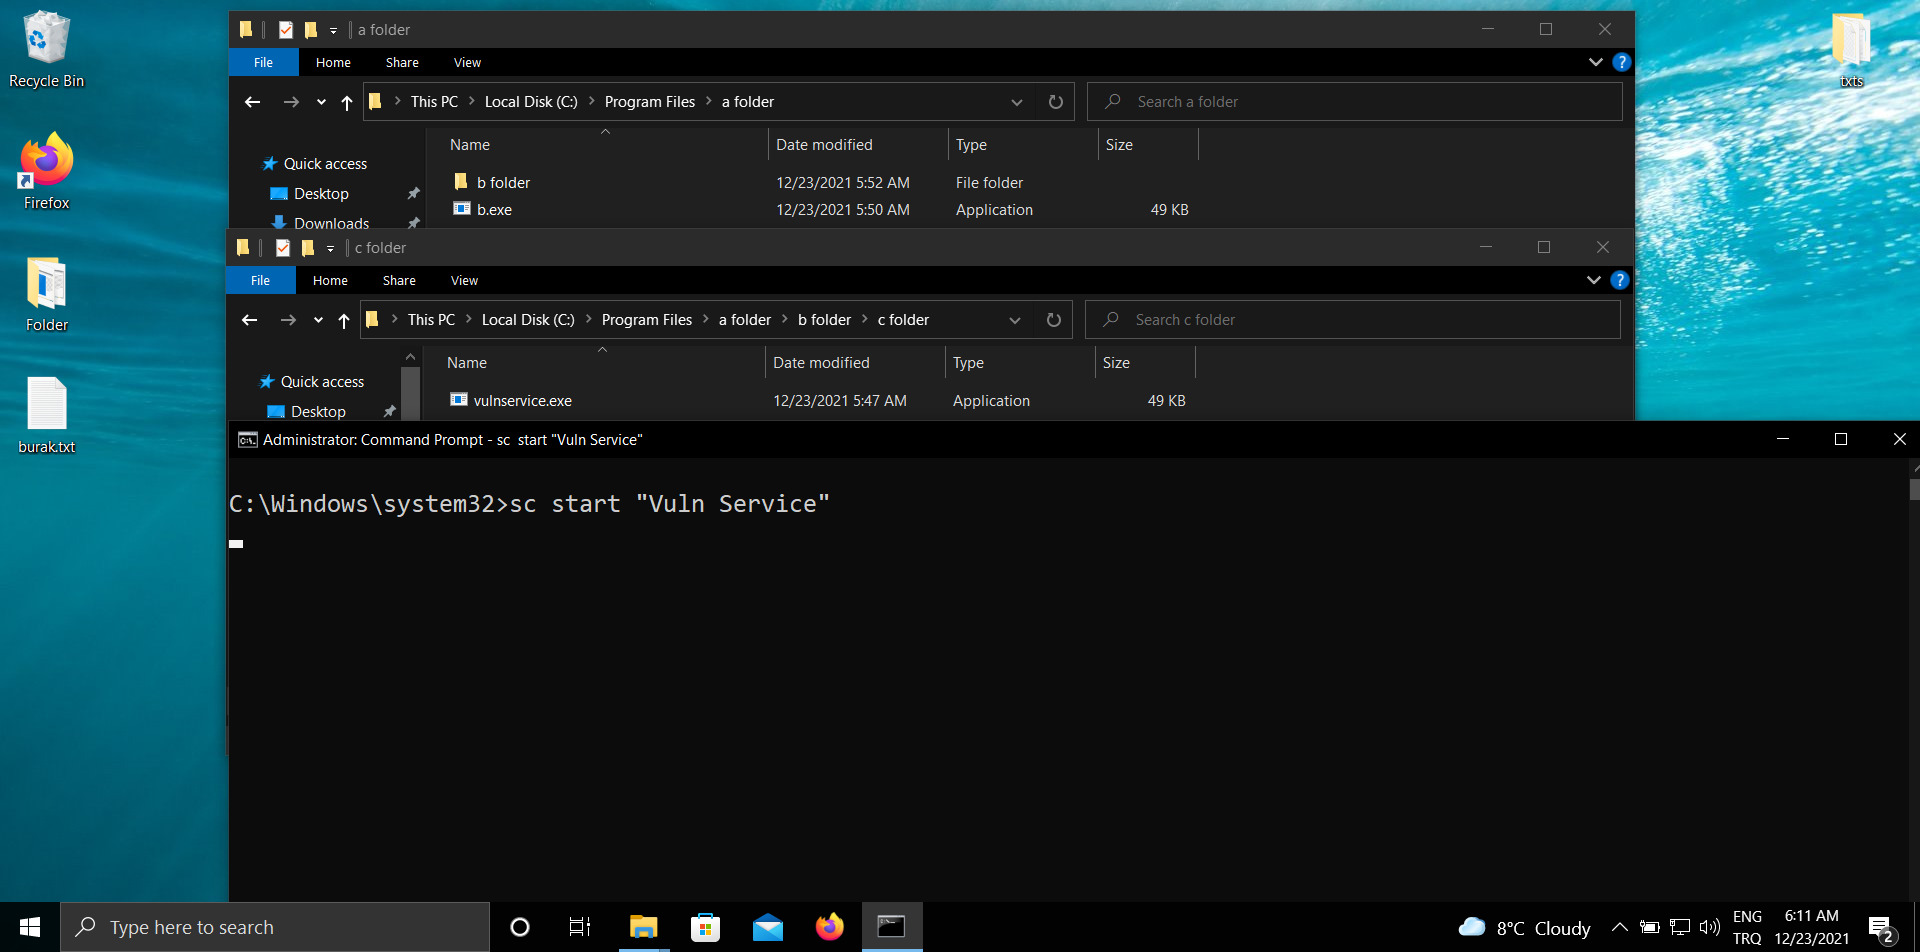 Recycle Bin
Firefox
Folder
burak.txt
txts
a folder
File Home Share View
This PC Local Disk (C:) Program Files a folder
Search a folder
Name Date modified Type Size
Quick access
Desktop
Downloads
b folder 12/23/2021 5:52 AM File folder
b.exe 12/23/2021 5:50 AM Application 49 KB
c folder
File Home Share View
This PC Local Disk (C:) Program Files a folder b folder c folder
Search c folder
Name Date modified Type Size
Quick access
Desktop
vulnservice.exe 12/23/2021 5:47 AM Application 49 KB
Administrator: Command Prompt - sc  start "Vuln Service"
C:\Windows\system32>sc start "Vuln Service"
Type here to search
8°C Cloudy
ENG
TRQ
6:11 AM
12/23/2021
2